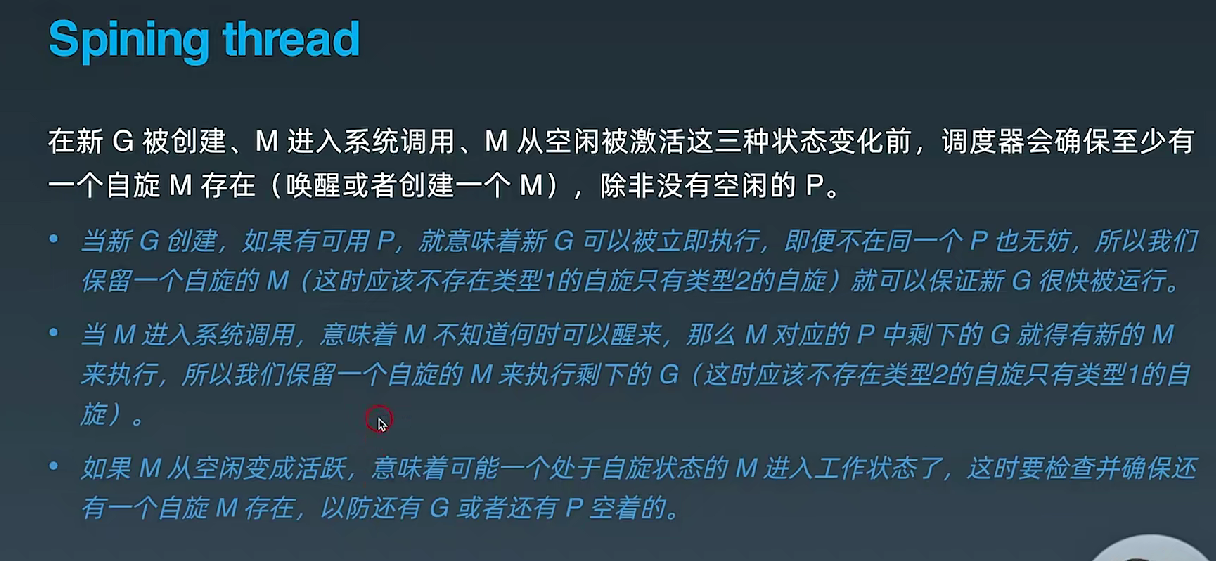 Spining thread
在新 G 被创建、M 进入系统调用、M 从空闲被激活这三种状态变化前，调度器会确保至少有
一个自旋 M 存在（唤醒或者创建一个 M），除非没有空闲的 P。
• 当新 G 创建，如果有可用 P，就意味着新 G 可以被立即执行，即便不在同一个 P 也无妨，所以我们
保留一个自旋的 M（这时应该不存在类型1的自旋只有类型2的自旋）就可以保证新 G 很快被运行。
• 当 M 进入系统调用，意味着 M 不知道何时可以醒来，那么 M 对应的 P 中剩下的 G 就得有新的 M
来执行，所以我们保留一个自旋的 M 来执行剩下的 G（这时应该不存在类型2的自旋只有类型1的自
旋）。
• 如果 M 从空闲变成活跃，意味着可能一个处于自旋状态的 M 进入工作状态了，这时要检查并确保还
有一个自旋 M 存在，以防还有 G 或者还有 P 空着的。